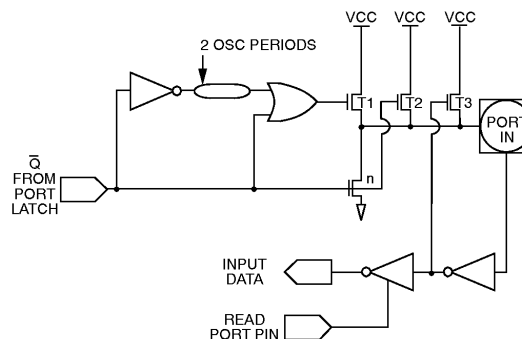 VCC VCC VCC
2 OSC PERIODS
T1 T2 T3
PORT
IN
Q
FROM
PORT
LATCH
n
INPUT
DATA
READ
PORT PIN